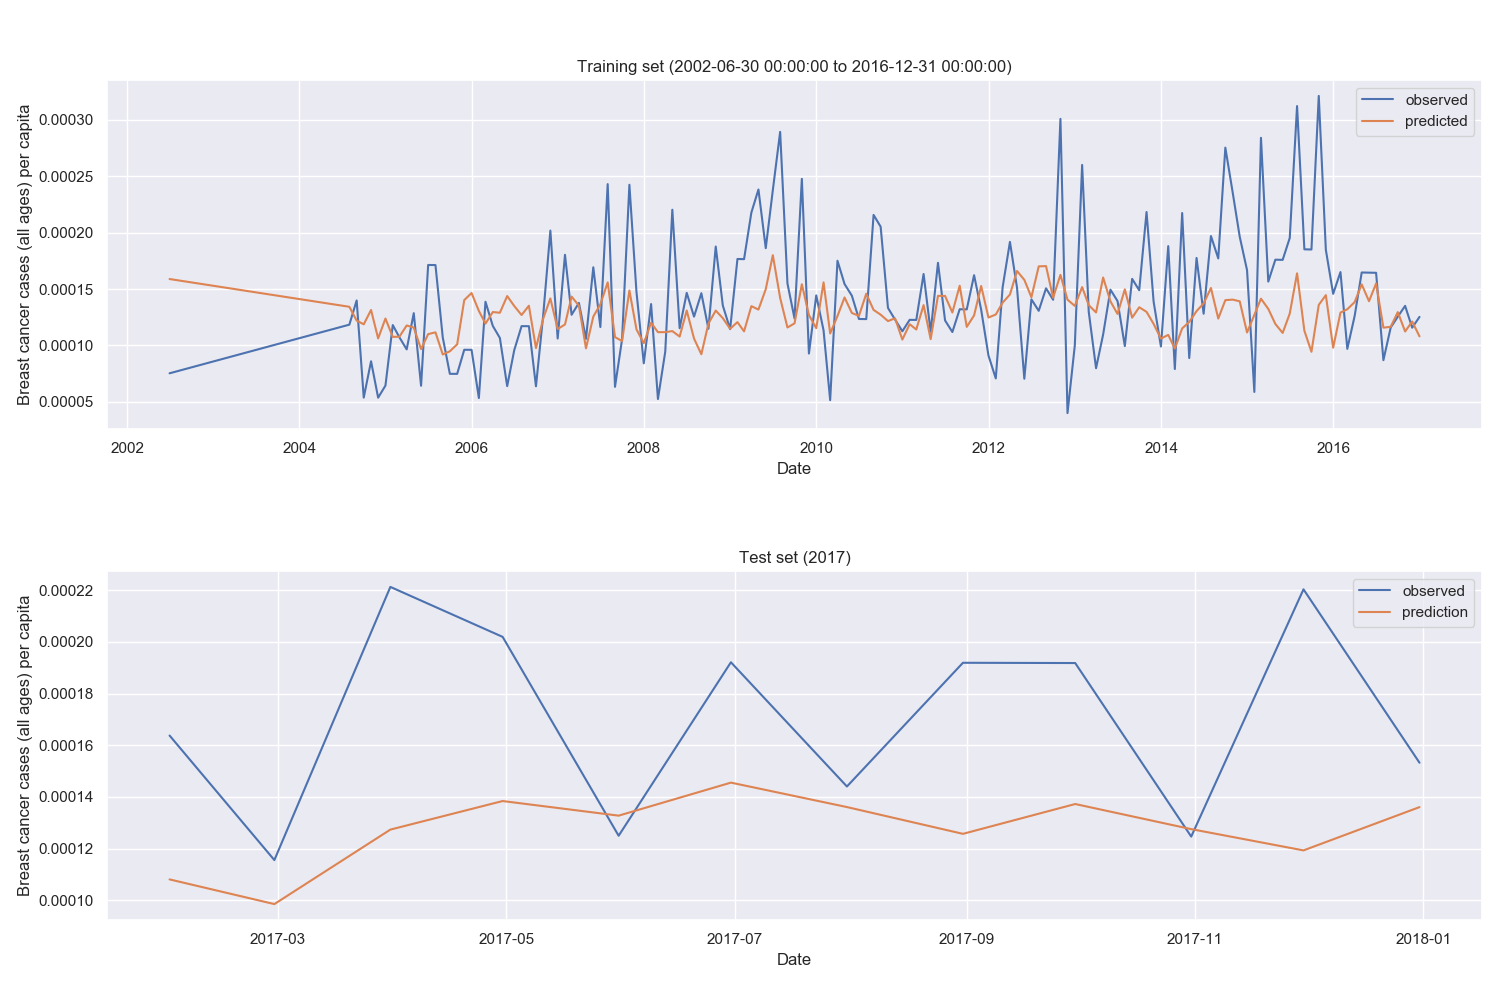 Training set (2002-06-30 00:00:00 to 2016-12-31 00:00:00)
Breast cancer cases (all ages) per capita
0.00030
0.00025
0.00020
0.00015
0.00010
0.00005
observed
predicted
2002 2004 2006 2008 2010 2012 2014 2016
Date
Test set (2017)
Breast cancer cases (all ages) per capita
0.00022
0.00020
0.00018
0.00016
0.00014
0.00012
0.00010
observed
prediction
2017-03 2017-05 2017-07 2017-09 2017-11 2018-01
Date